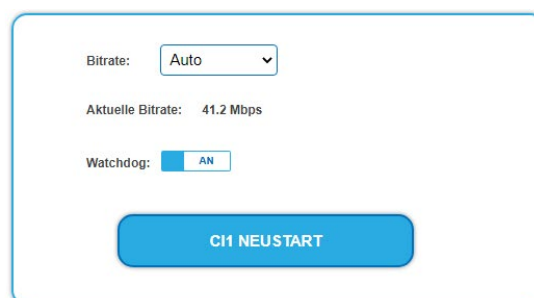 Bitrate: Auto
Aktuelle Bitrate: 41.2 Mbps
Watchdog: AN
CI1 NEUSTART